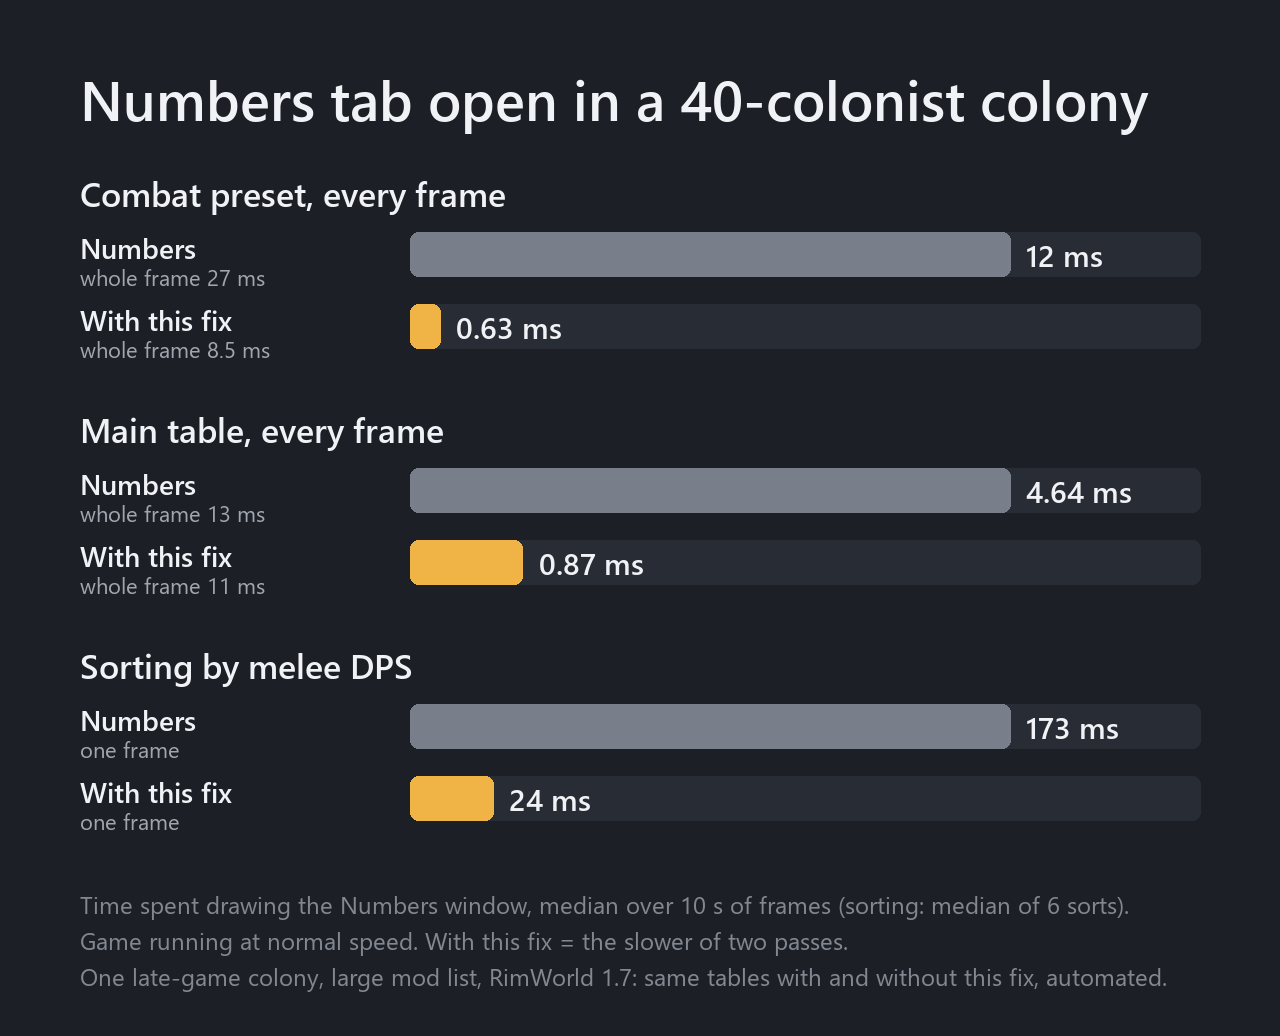 Numbers tab open in a 40-colonist colony
Combat preset, every frame
Numbers
whole frame 27 ms
12 ms
With this fix
whole frame 8.5 ms
0.63 ms
Main table, every frame
Numbers
whole frame 13 ms
4.64 ms
With this fix
whole frame 11 ms
0.87 ms
Sorting by melee DPS
Numbers
one frame
173 ms
With this fix
one frame
24 ms
Time spent drawing the Numbers window, median over 10 s of frames (sorting: median of 6 sorts).
Game running at normal speed. With this fix = the slower of two passes.
One late-game colony, large mod list, RimWorld 1.7: same tables with and without this fix, automated.